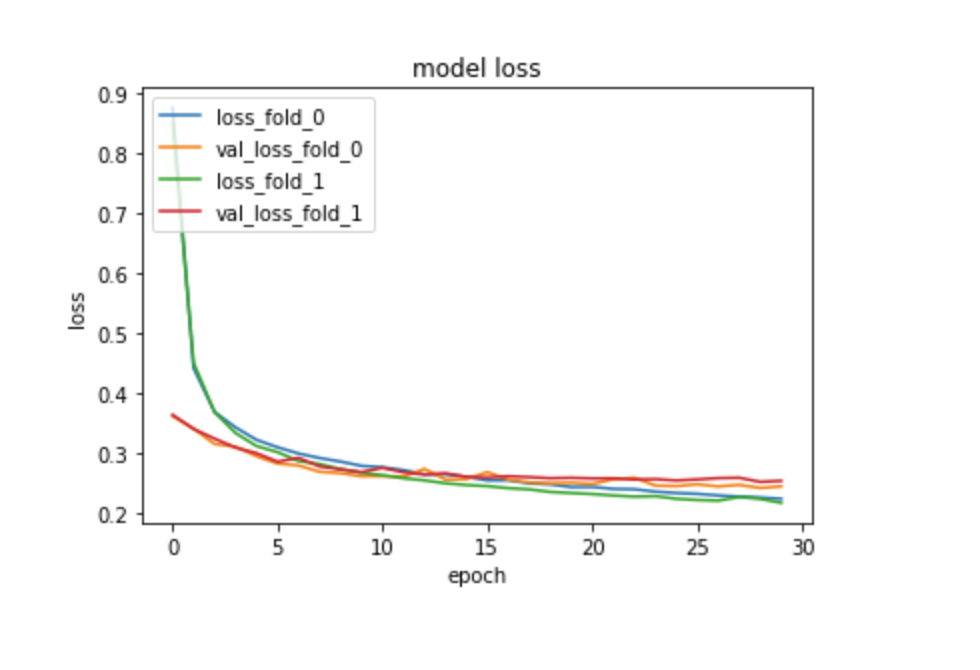 model loss
0.9
0.8
0.7
0.6
0.5
0.4
0.3
0.2
loss
loss_fold_0
val_loss_fold_0
loss_fold_1
val_loss_fold_1
0 5 10 15 20 25 30
epoch